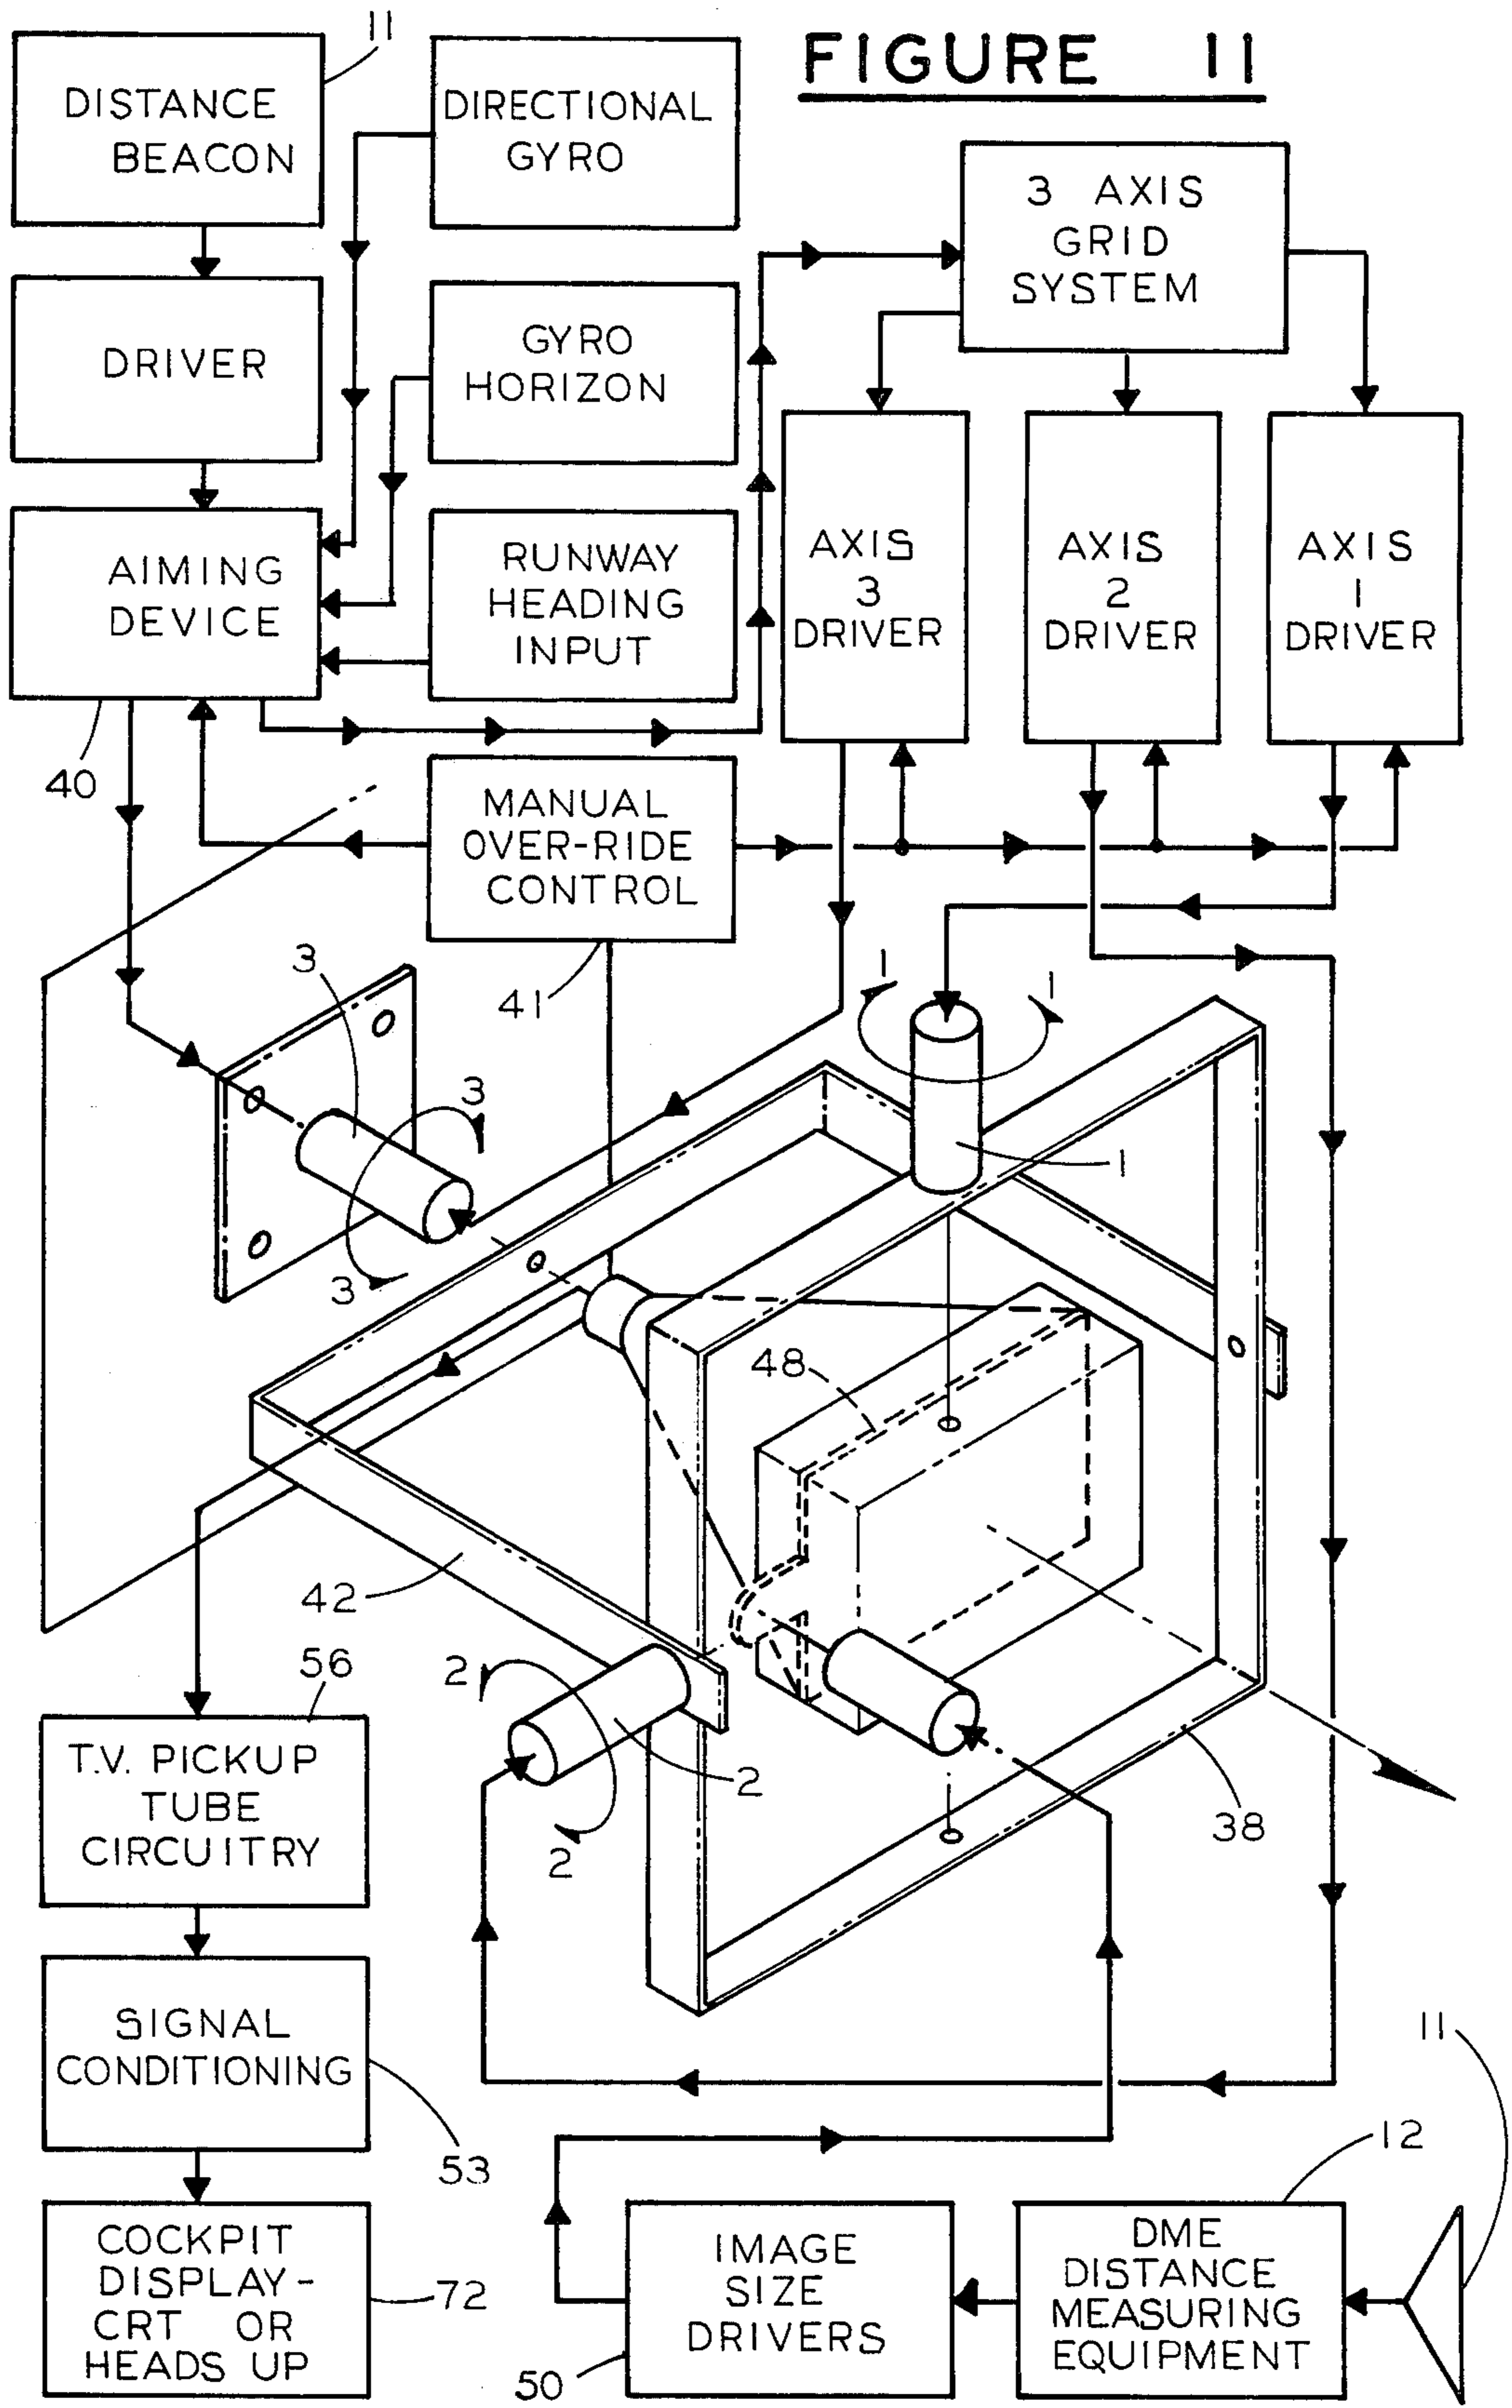 FIGURE 11
11
DISTANCE
BEACON
DIRECTIONAL
GYRO
3 AXIS
GRID
SYSTEM
DRIVER
GYRO
HORIZON
AIMING
DEVICE
RUNWAY
HEADING
INPUT
AXIS
3
DRIVER
AXIS
2
DRIVER
AXIS
1
DRIVER
40
MANUAL
OVER-RIDE
CONTROL
41
3
1
1
3
3
1
48
42
2
2
2
38
56
T.V. PICKUP
TUBE
CIRCUITRY
SIGNAL
CONDITIONING
53
11
12
COCKPIT
DISPLAY-
CRT OR
HEADS UP
72
IMAGE
SIZE
DRIVERS
50
DME
DISTANCE
MEASURING
EQUIPMENT